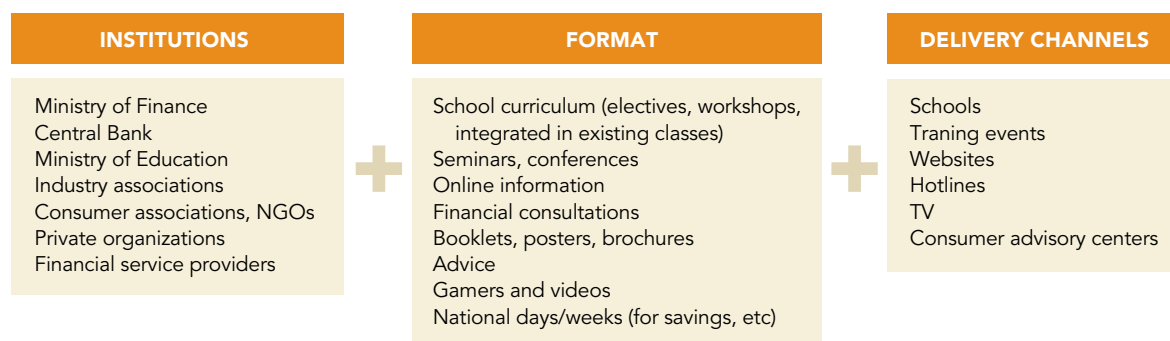 INSTITUTIONS
Ministry of Finance
Central Bank
Ministry of Education
Industry associations
Consumer associations, NGOs
Private organizations
Financial service providers
FORMAT
School curriculum (electives, workshops,
integrated in existing classes)
Seminars, conferences
Online information
Financial consultations
Booklets, posters, brochures
Advice
Gamers and videos
National days/weeks (for savings, etc)
DELIVERY CHANNELS
Schools
Traning events
Websites
Hotlines
TV
Consumer advisory centers